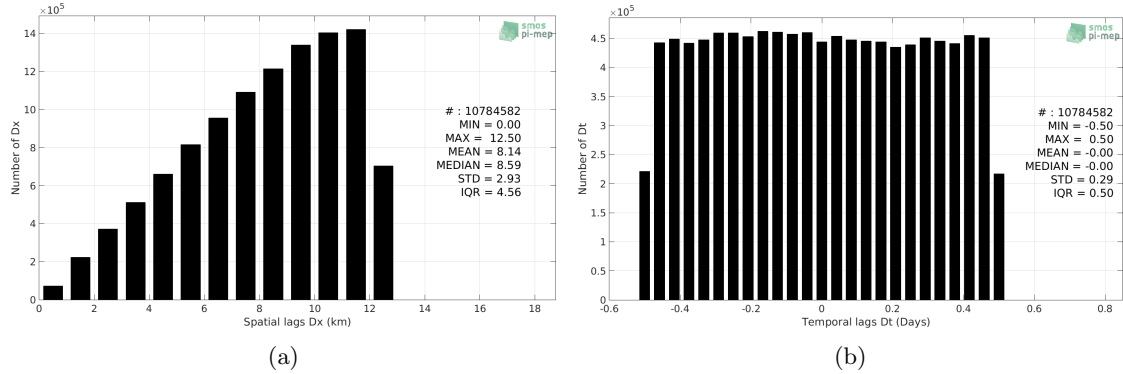 ×10⁵
14
12
10
8
6
4
2
0
Number of Dx
smos
pi-mep
# : 10784582
MIN = 0.00
MAX = 12.50
MEAN = 8.14
MEDIAN = 8.59
STD = 2.93
IQR = 4.56
0 2 4 6 8 10 12 14 16 18
Spatial lags Dx (km)
(a)
×10⁵
4.5
4
3.5
3
2.5
2
1.5
1
0.5
0
Number of Dt
smos
pi-mep
# : 10784582
MIN = -0.50
MAX = 0.50
MEAN = -0.00
MEDIAN = -0.00
STD = 0.29
IQR = 0.50
-0.6 -0.4 -0.2 0 0.2 0.4 0.6 0.8
Temporal lags Dt (Days)
(b)